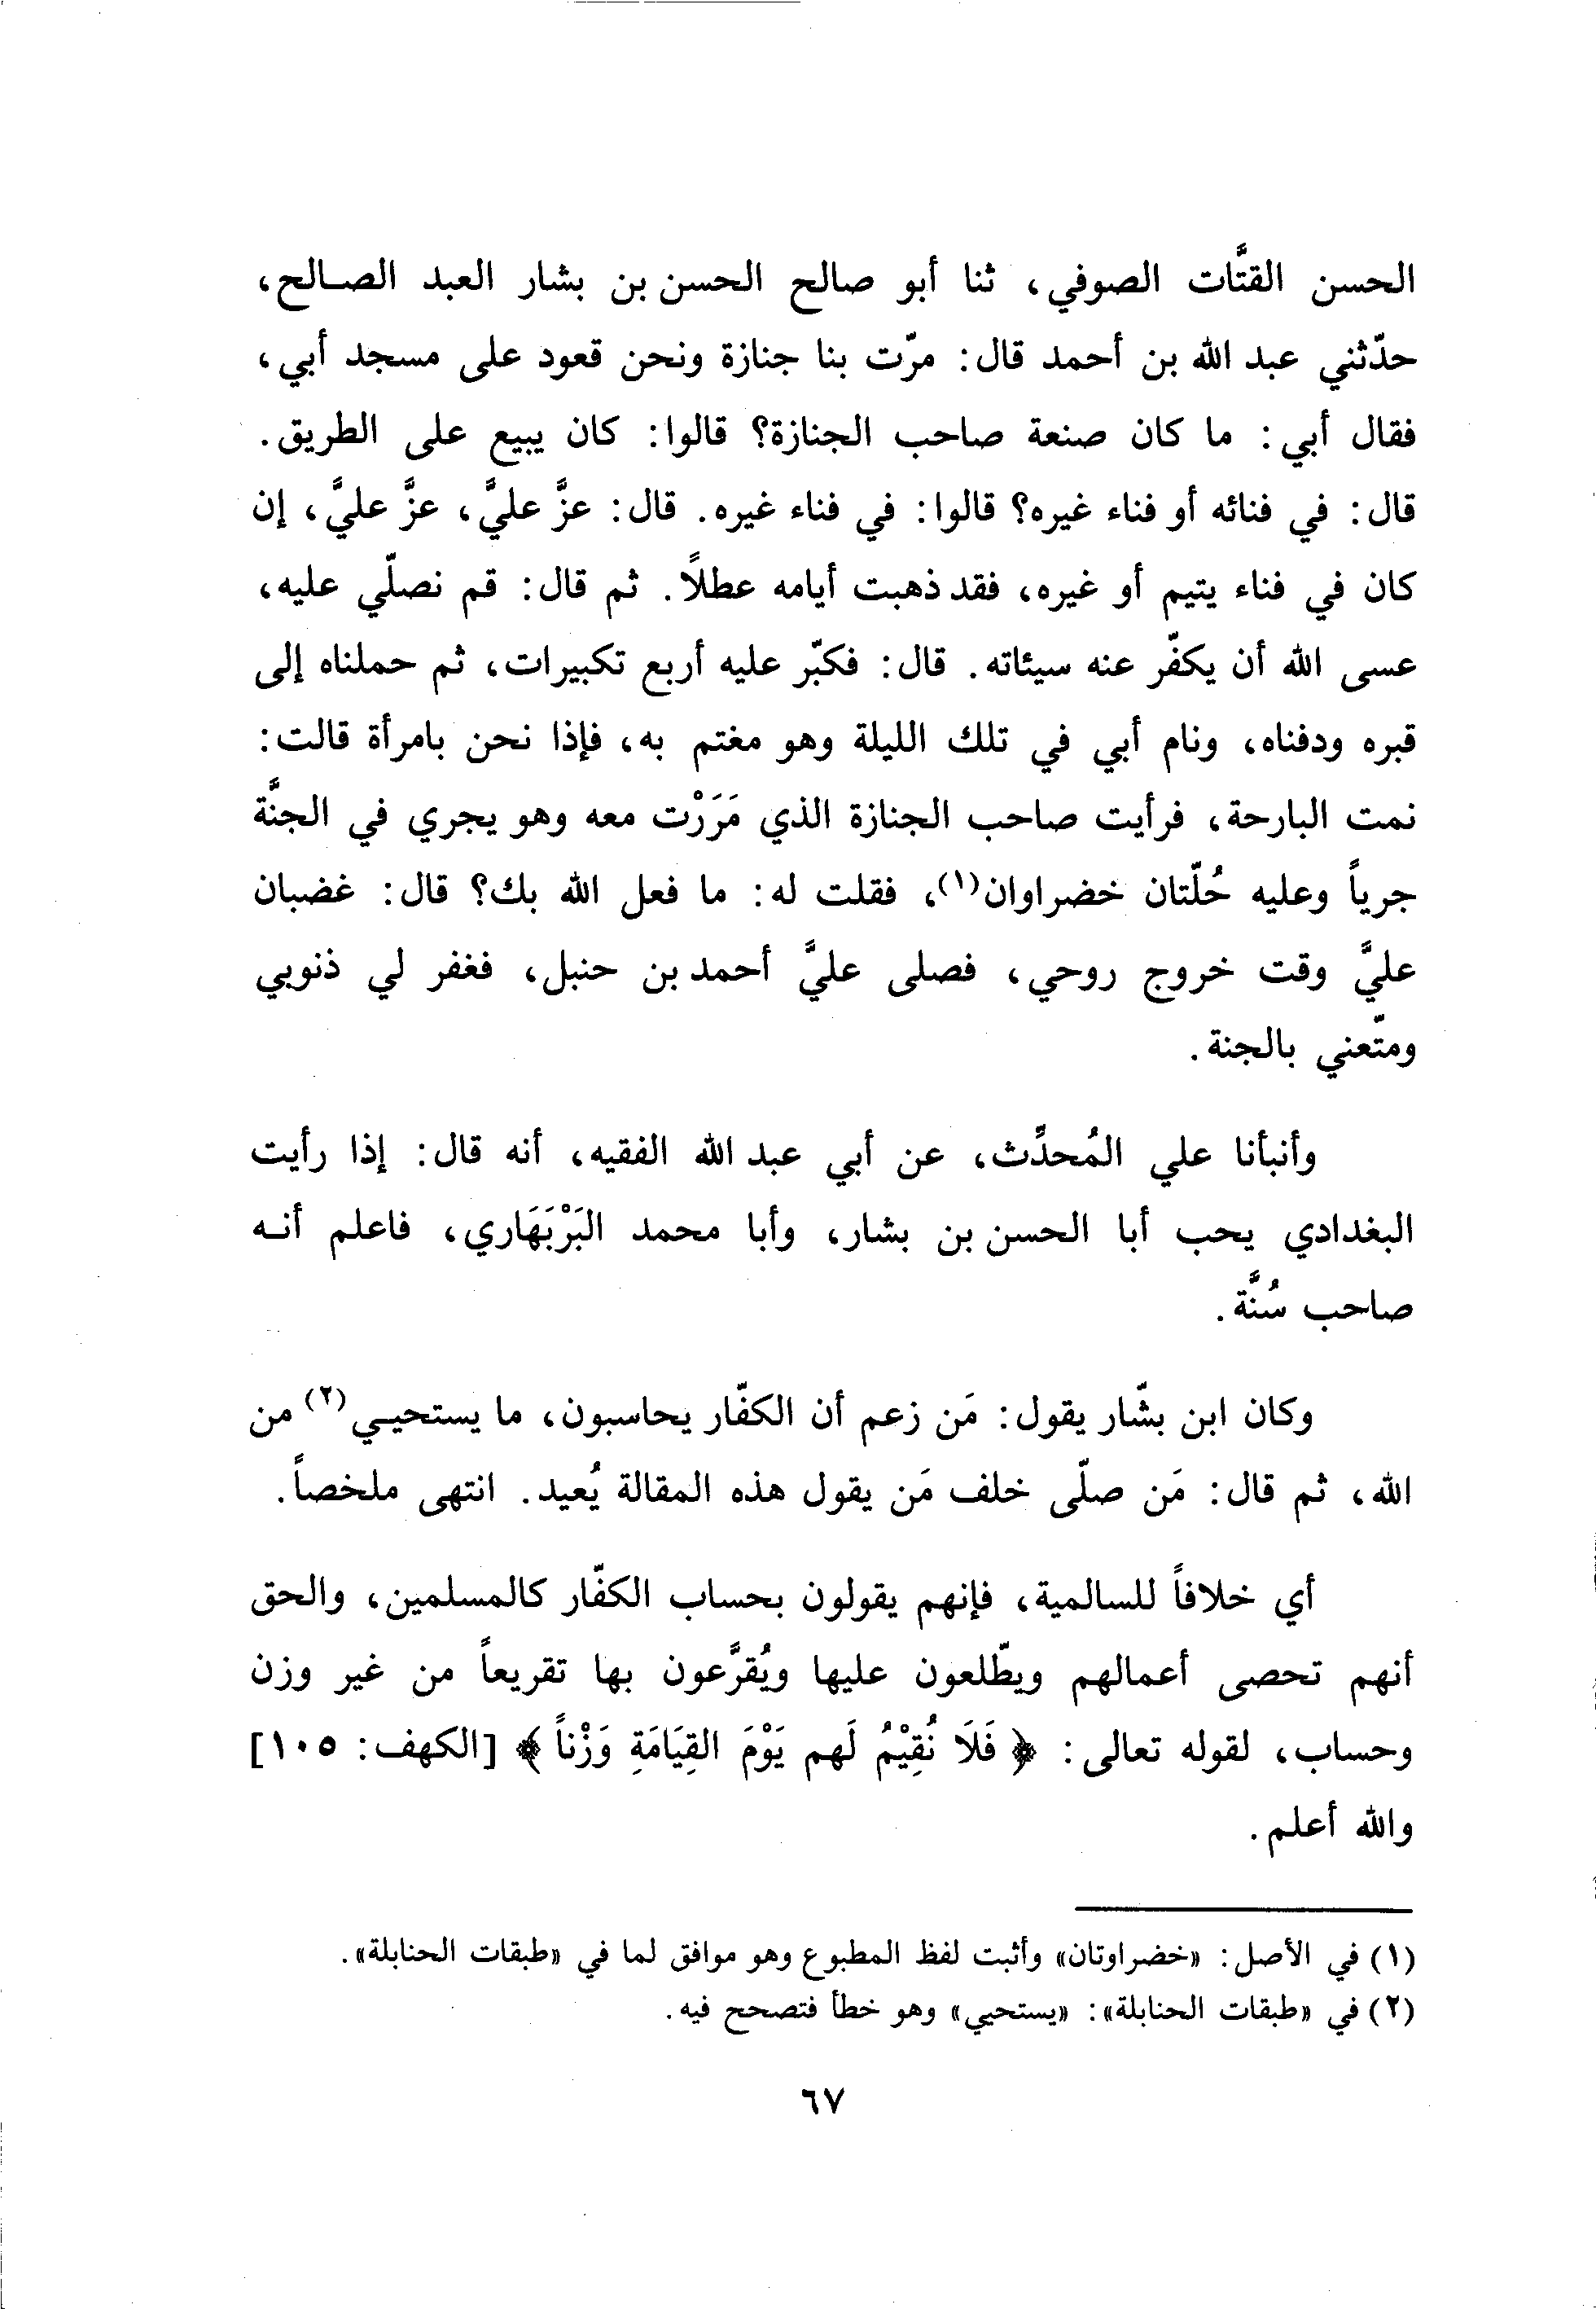 الحسن القتَّات الصوفي، ثنا أبو صالح الحسن بن بشار العبد الصالح،
حدّثني عبد الله بن أحمد قال: مرّت بنا جنازة ونحن قعود على مسجد أبي،
فقال أبي: ما كان صنعة صاحب الجنازة؟ قالوا: كان يبيع على الطريق.
قال: في فنائه أو فناء غيره؟ قالوا: في فناء غيره. قال: عزَّ عليَّ، عزَّ عليَّ، إن
كان في فناء يتيم أو غيره، فقد ذهبت أيامه عطلاً. ثم قال: قم نصلّي عليه،
عسى الله أن يكفّر عنه سيئاته. قال: فكبّر عليه أربع تكبيرات، ثم حملناه إلى
قبره ودفناه، ونام أبي في تلك الليلة وهو مغتم به، فإذا نحن بامرأة قالت:
نمت البارحة، فرأيت صاحب الجنازة الذي مَرَرْت معه وهو يجري في الجنَّة
جرياً وعليه حُلّتان خضراوان(١)، فقلت له: ما فعل الله بك؟ قال: غضبان
عليَّ وقت خروج روحي، فصلى عليَّ أحمد بن حنبل، فغفر لي ذنوبي
ومتّعني بالجنة.
وأنبأنا علي المُحدِّث، عن أبي عبد الله الفقيه، أنه قال: إذا رأيت
البغدادي يحب أبا الحسن بن بشار، وأبا محمد البَرْبَهَاري، فاعلم أنه
صاحب سُنَّة.
وكان ابن بشّار يقول: مَن زعم أن الكفّار يحاسبون، ما يستحيي(٢) من
الله، ثم قال: مَن صلّى خلف مَن يقول هذه المقالة يُعيد. انتهى ملخصاً.
أي خلافاً للسالمية، فإنهم يقولون بحساب الكفّار كالمسلمين، والحق
أنهم تحصى أعمالهم ويطّلعون عليها ويُقرَّعون بها تقريعاً من غير وزن
وحساب، لقوله تعالى: ﴿ فَلَا نُقِيْمُ لَهم يَوْمَ القِيَامَةِ وَزْناً ﴾ [الكهف: ١٠٥]
والله أعلم.
(١) في الأصل: «خضراوتان» وأثبت لفظ المطبوع وهو موافق لما في «طبقات الحنابلة».
(٢) في «طبقات الحنابلة»: «يستحيي» وهو خطأ فتصحح فيه.
٦٧